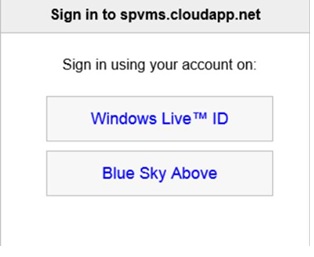 Sign in to spvms.cloudapp.net
Sign in using your account on:
Windows Live™ ID
Blue Sky Above